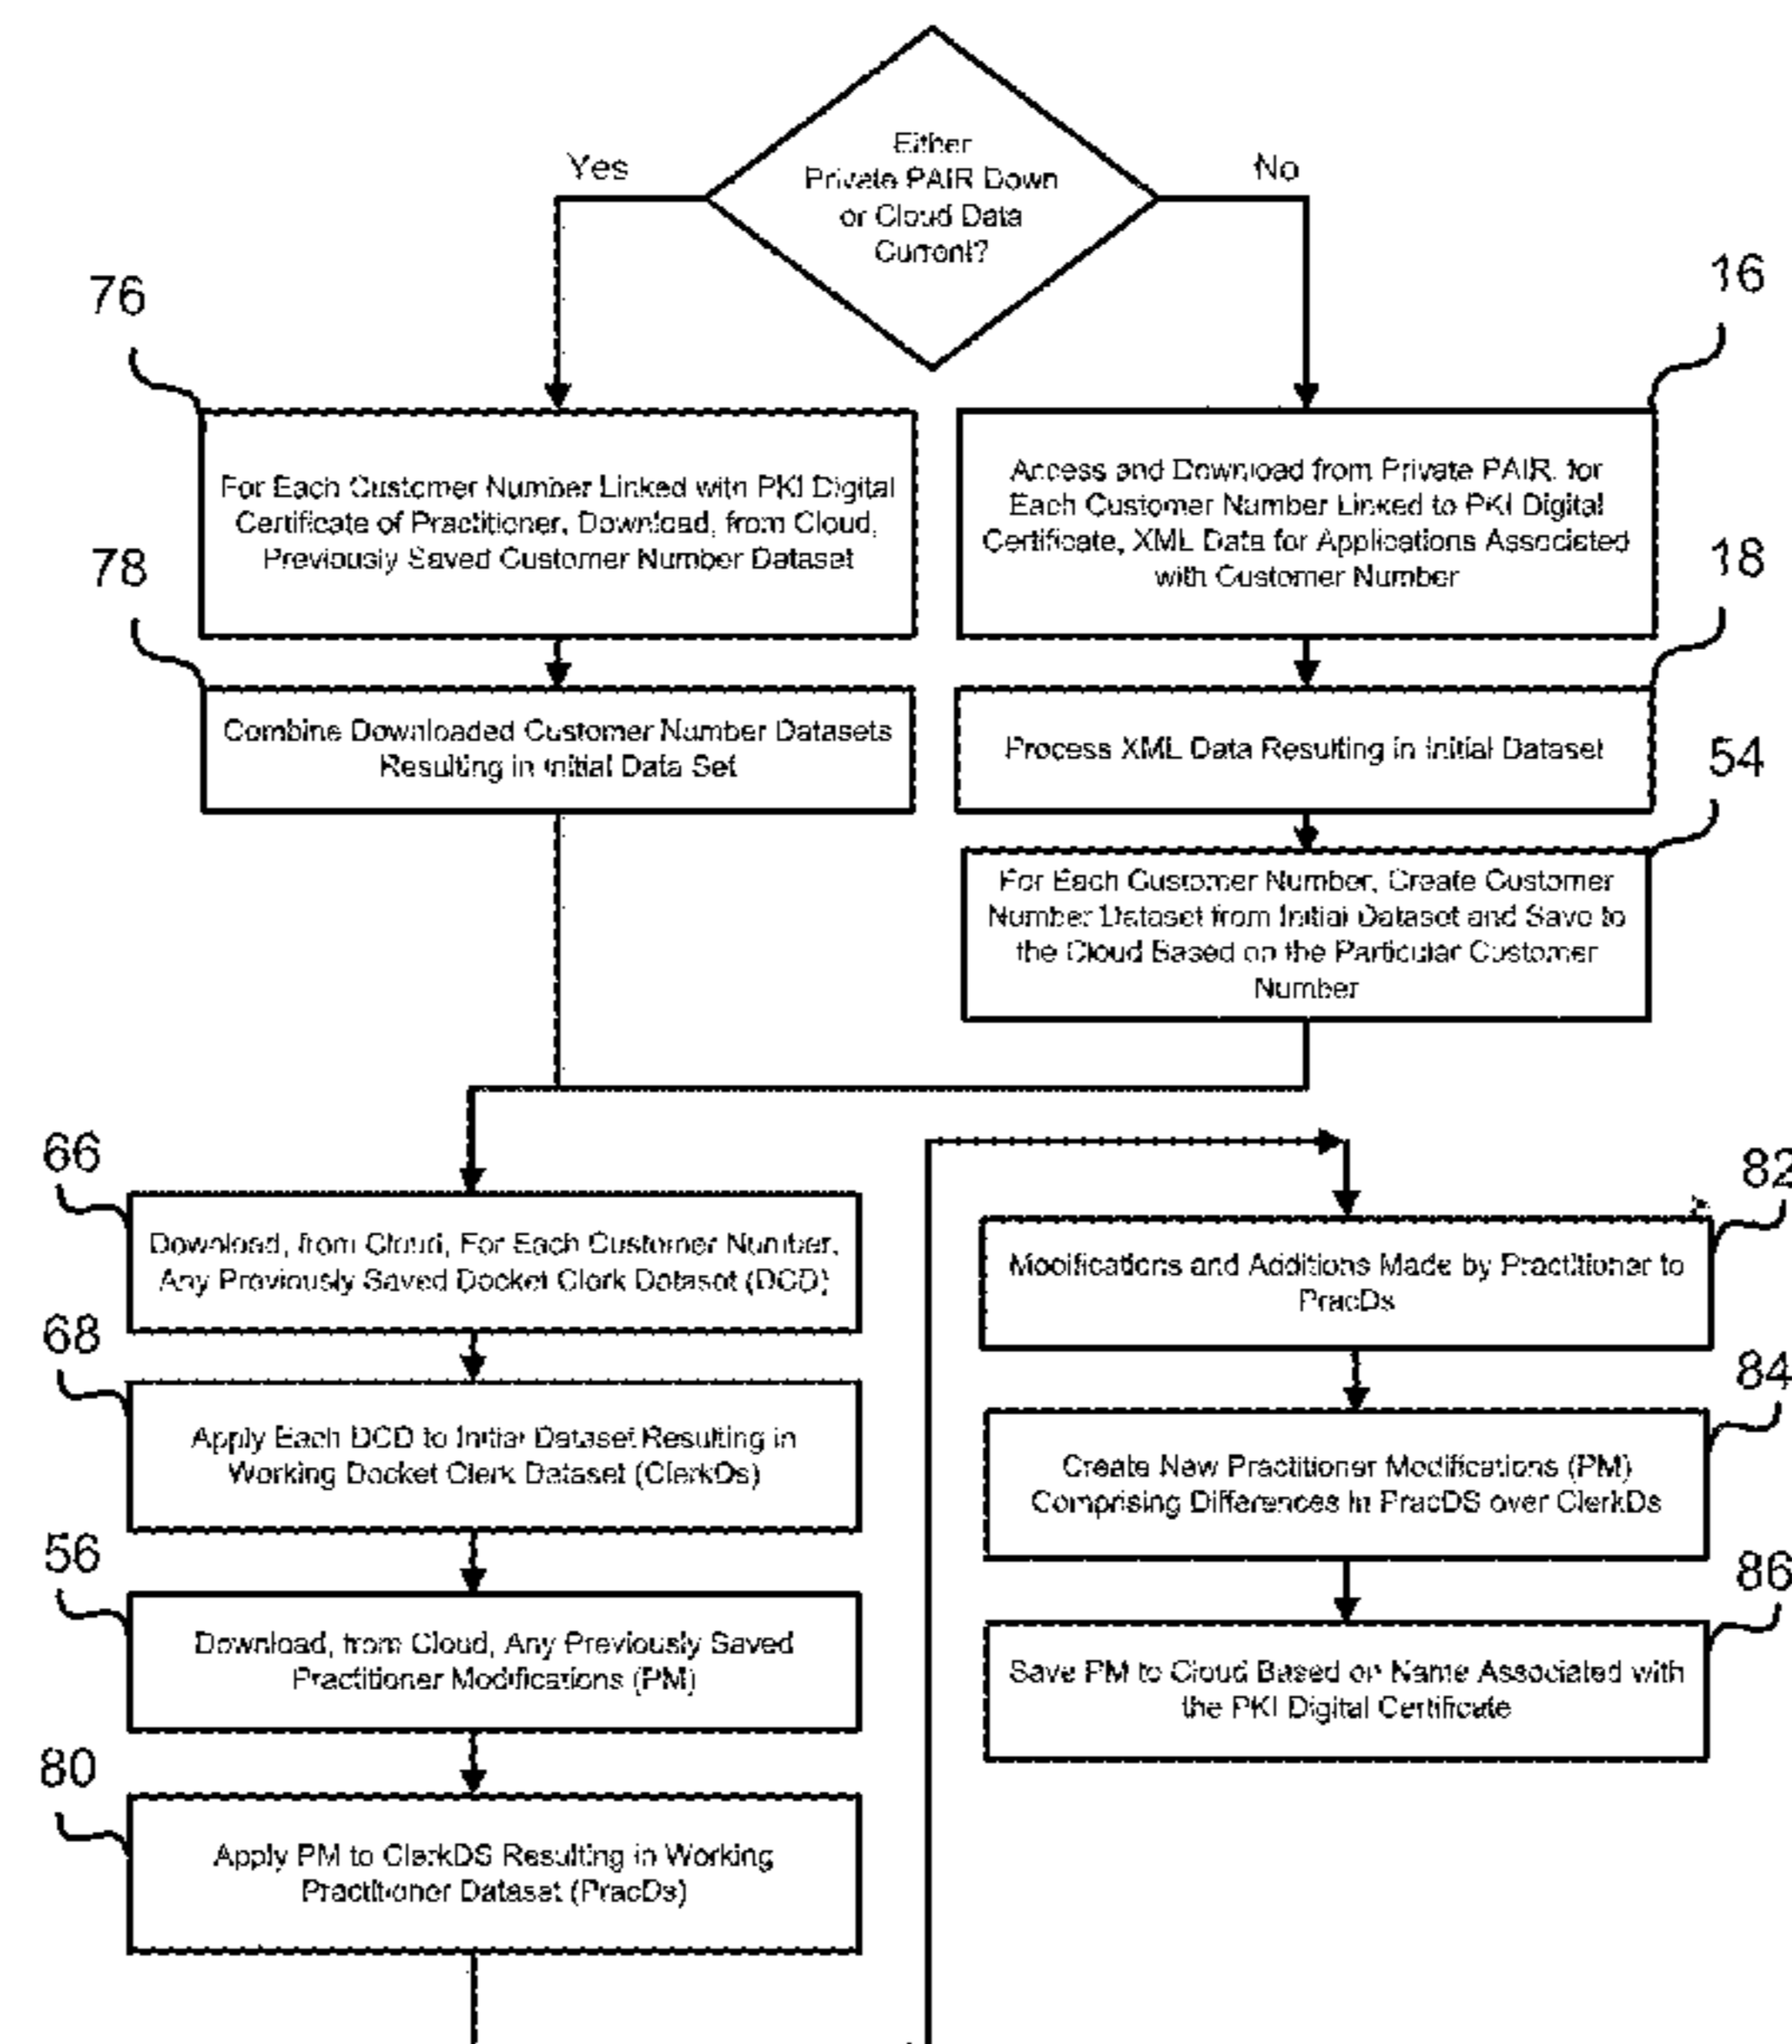 Either
Private PAIR Down
or Cloud Data
Current?
Yes
No
76
16
For Each Customer Number Linked with PKI Digital
Certificate of Practitioner, Download, from Cloud,
Previously Saved Customer Number Dataset
Access and Download from Private PAIR, for
Each Customer Number Linked to PKI Digital
Certificate, XML Data for Applications Associated
with Customer Number
78
18
Combine Downloaded Customer Number Datasets
Resulting in Initial Data Set
Process XML Data Resulting in Initial Dataset
54
For Each Customer Number, Create Customer
Number Dataset from Initial Dataset and Save to
the Cloud Based on the Particular Customer
Number
66
Download, from Cloud, For Each Customer Number,
Any Previously Saved Docket Clerk Dataset (DCD)
68
Apply Each DCD to Initial Dataset Resulting in
Working Docket Clerk Dataset (ClerkDs)
56
Download, from Cloud, Any Previously Saved
Practitioner Modifications (PM)
80
Apply PM to ClerkDS Resulting in Working
Practitioner Dataset (PracDs)
82
Modifications and Additions Made by Practitioner to
PracDs
84
Create New Practitioner Modifications (PM)
Comprising Differences in PracDS over ClerkDs
86
Save PM to Cloud Based on Name Associated with
the PKI Digital Certificate